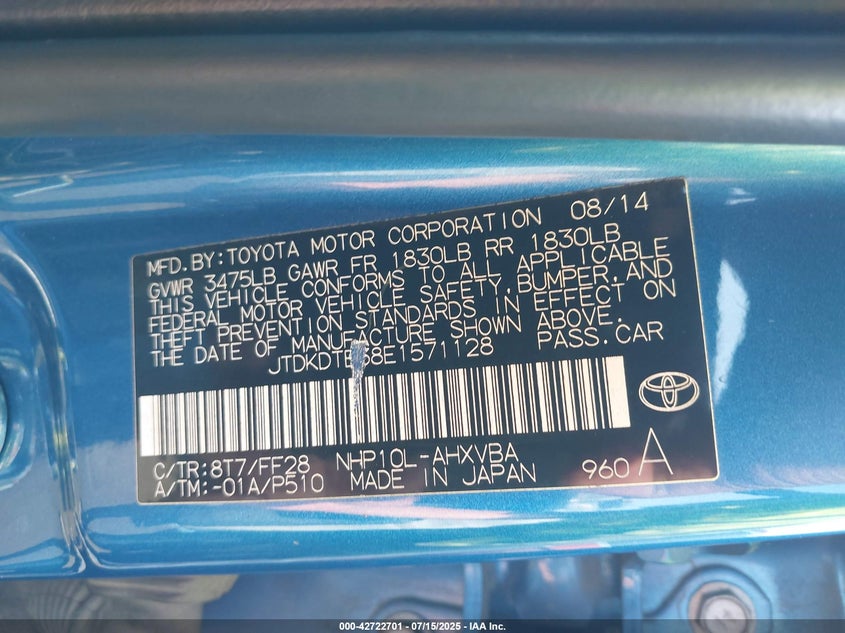 MFD.BY:TOYOTA MOTOR CORPORATION 08/14
GVWR 3475LB GAWR FR 1830LB RR 1830LB
THIS VEHICLE CONFORMS TO ALL APPLICABLE
FEDERAL MOTOR VEHICLE SAFETY,BUMPER,AND
THEFT PREVENTION STANDARDS IN EFFECT ON
THE DATE OF MANUFACTURE SHOWN ABOVE.
PASS.CAR
C/TR:8T7/FF28 NHP10L-AHXVBA
A/TM:-01A/P510 MADE IN JAPAN 960 A
000-42722701 - 07/15/2025 - IAA Inc.